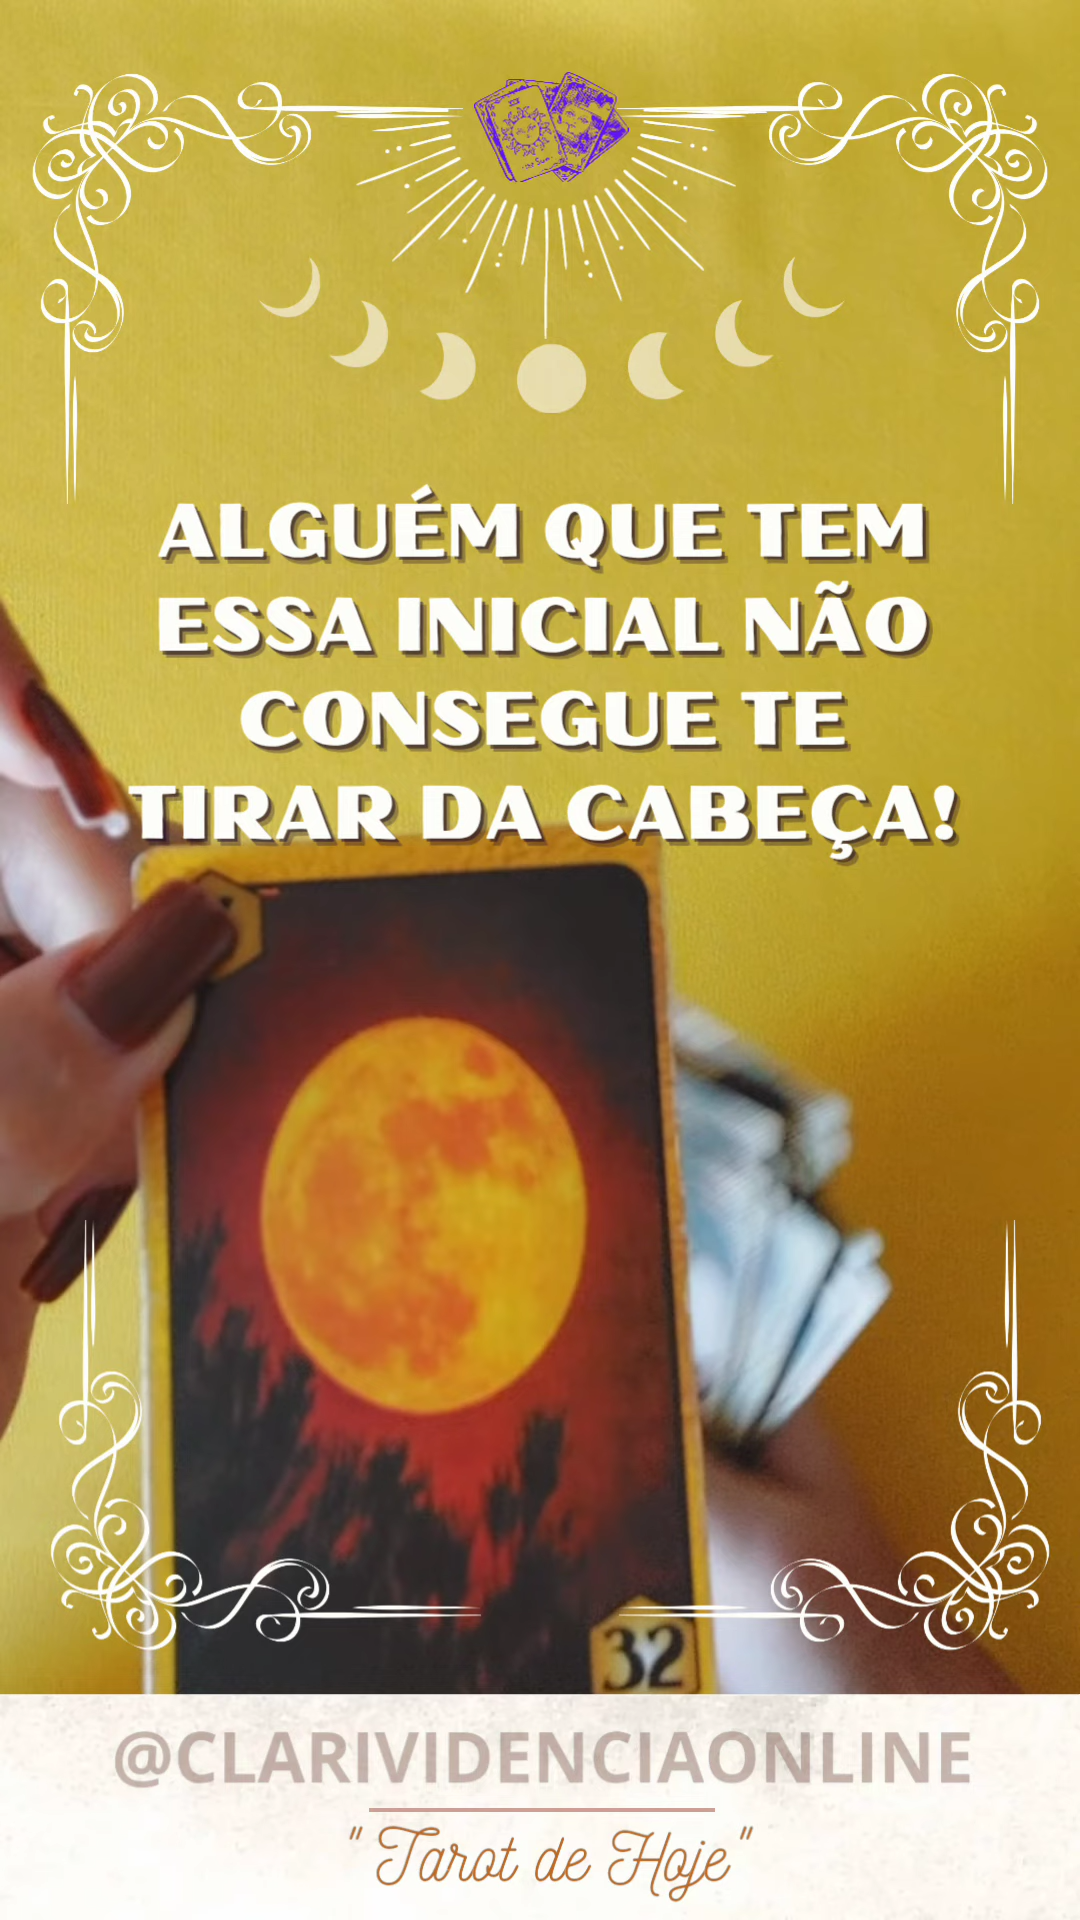 ALGUÉM QUE TEM
ESSA INICIAL NÃO
CONSEGUE TE
TIRAR DA CABEÇA!
32
@CLARIVIDENCIAONLINE
"Tarot de Hoje"